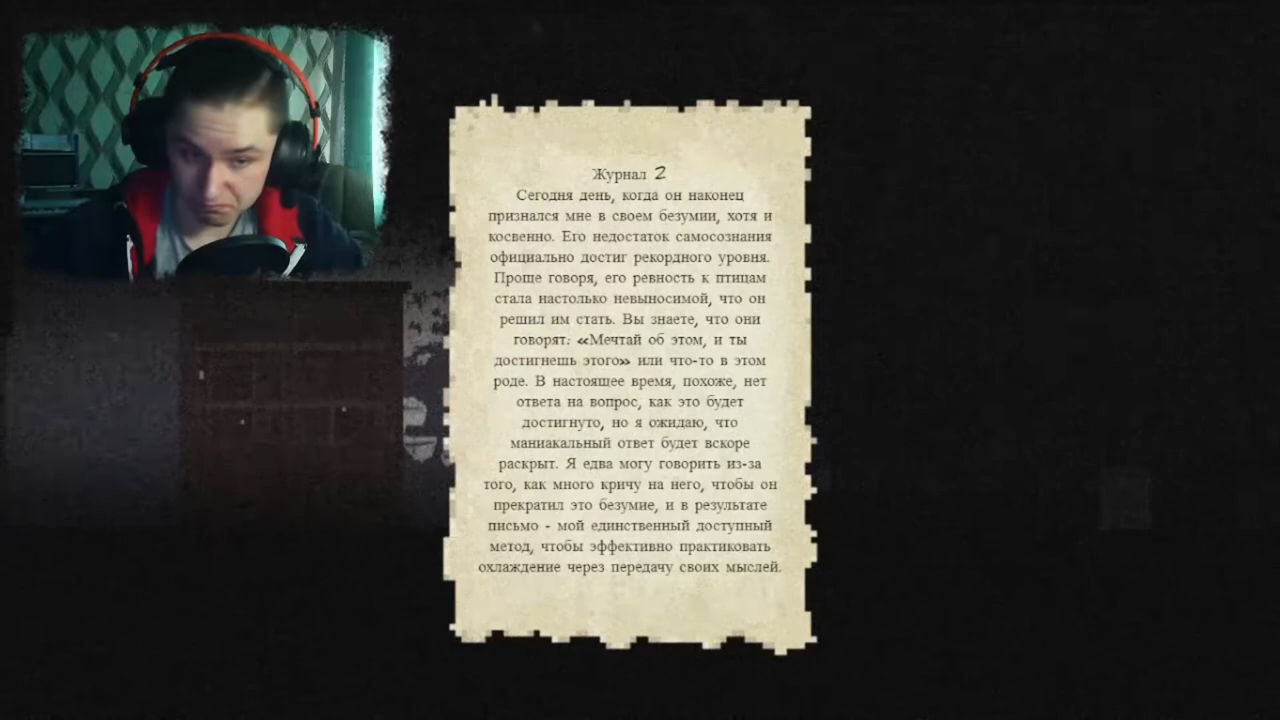 Журнал 2
Сегодня день, когда он наконец
признался мне в своем безумии, хотя и
косвенно. Его недостаток самосознания
официально достиг рекордного уровня.
Проще говоря, его ревность к птицам
стала настолько невыносимой, что он
решил им стать. Вы знаете, что они
говорят: «Мечтай об этом, и ты
достигнешь этого» или что-то в этом
роде. В настоящее время, похоже, нет
ответа на вопрос, как это будет
достигнуто, но я ожидаю, что
маниакальный ответ будет вскоре
раскрыт. Я едва могу говорить из-за
того, как много кричу на него, чтобы он
прекратил это безумие, и в результате
письмо - мой единственный доступный
метод, чтобы эффективно практиковать
охлаждение через передачу своих мыслей.